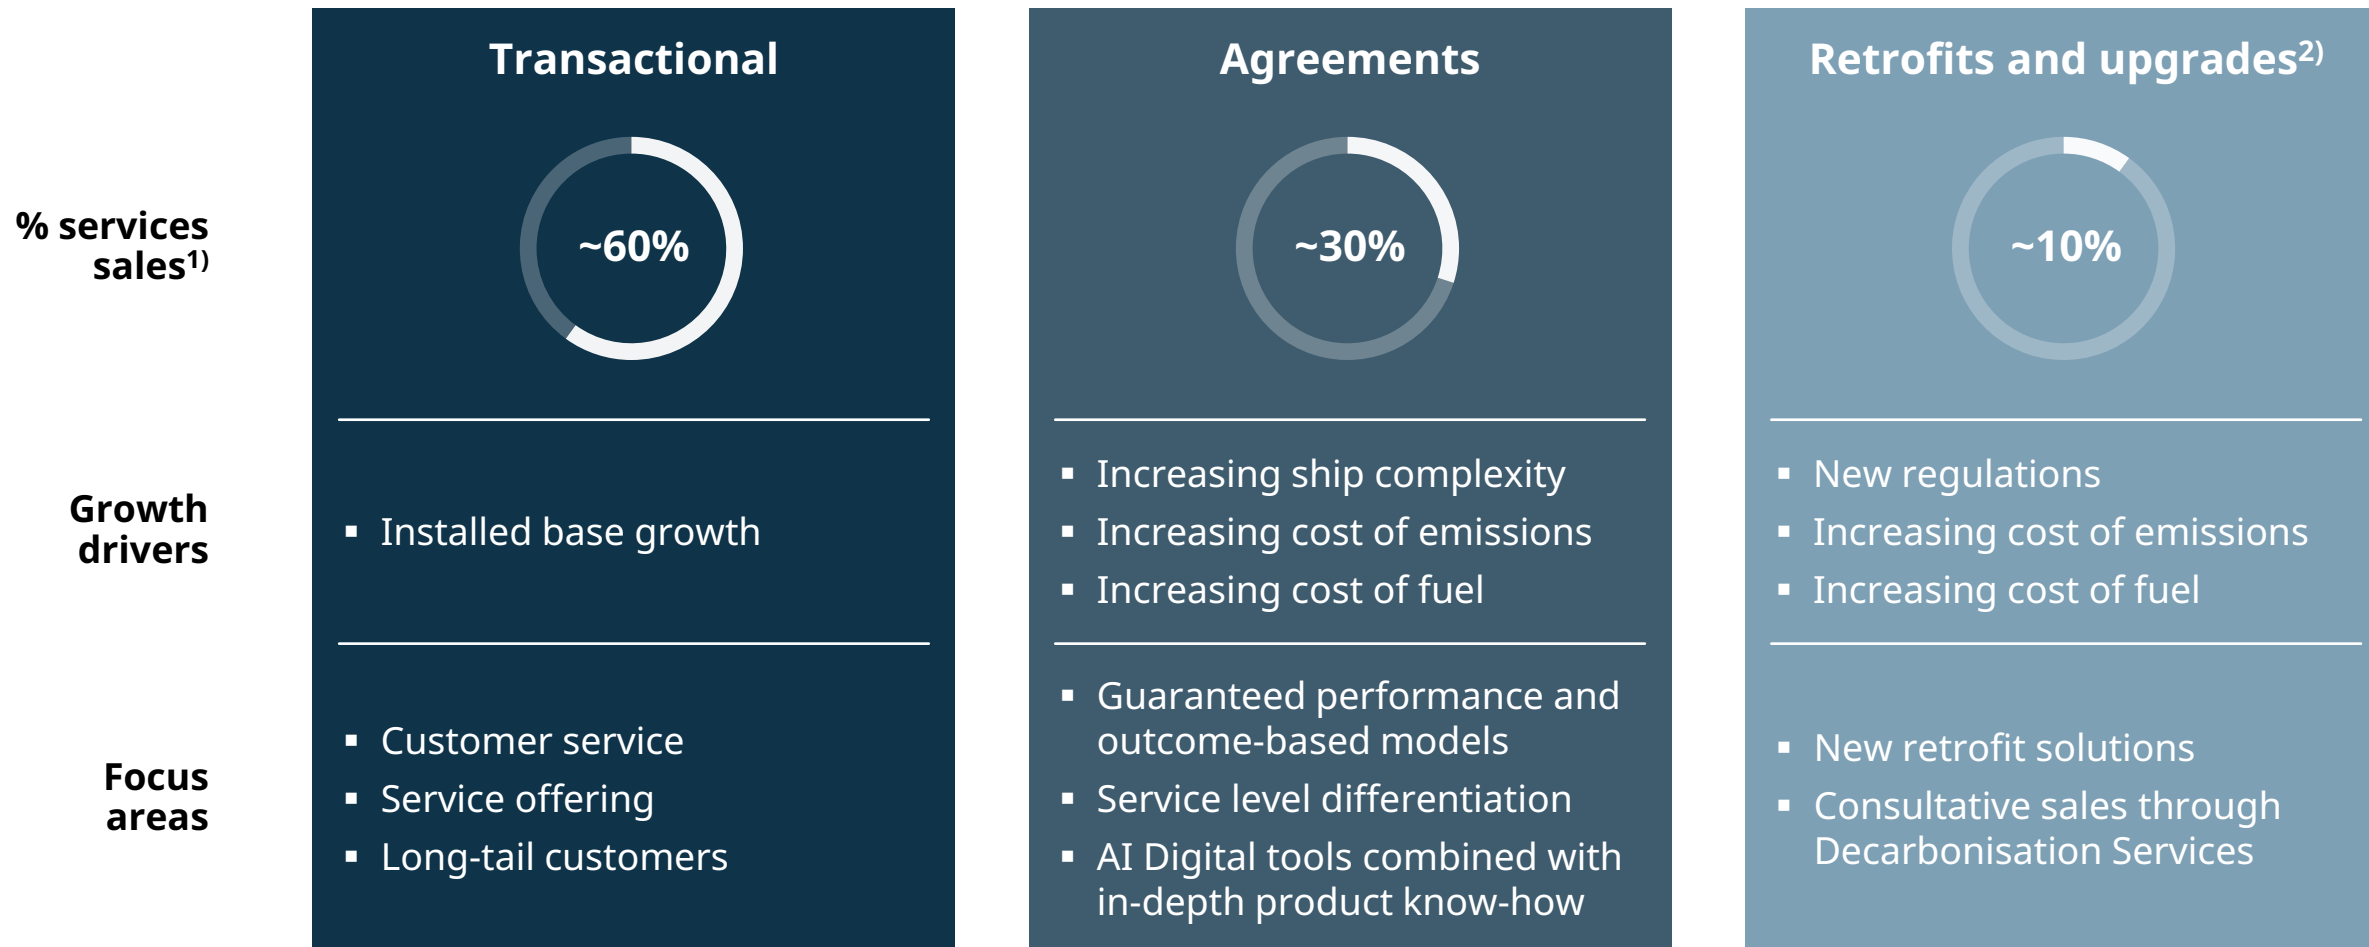 Transactional
Agreements
Retrofits and upgrades2)
% services
sales1)
~60%
~30%
~10%
Growth
drivers
▪ Installed base growth
▪ Increasing ship complexity
▪ Increasing cost of emissions
▪ Increasing cost of fuel
▪ New regulations
▪ Increasing cost of emissions
▪ Increasing cost of fuel
Focus
areas
▪ Customer service
▪ Service offering
▪ Long-tail customers
▪ Guaranteed performance and
outcome-based models
▪ Service level differentiation
▪ AI Digital tools combined with
in-depth product know-how
▪ New retrofit solutions
▪ Consultative sales through
Decarbonisation Services